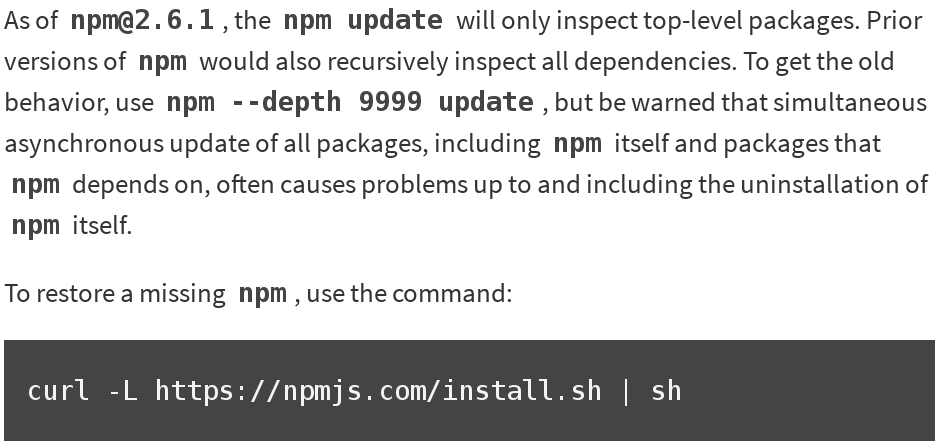 As of npm@2.6.1 , the npm update will only inspect top-level packages. Prior
versions of npm would also recursively inspect all dependencies. To get the old
behavior, use npm --depth 9999 update , but be warned that simultaneous
asynchronous update of all packages, including npm itself and packages that
npm depends on, often causes problems up to and including the uninstallation of
npm itself.
To restore a missing npm , use the command:
curl -L https://npmjs.com/install.sh | sh